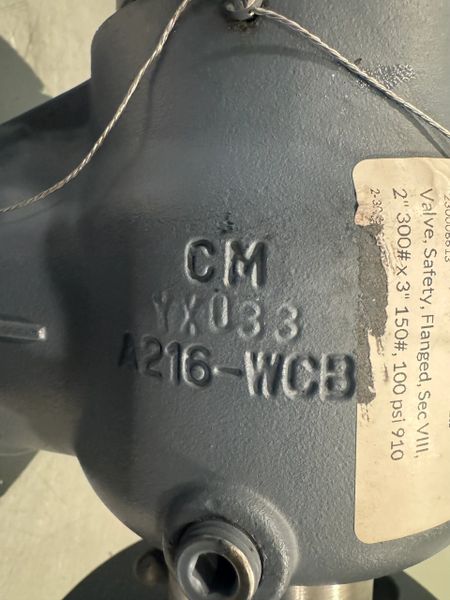 CM
YX033
A216-WCB
Valve, Safety, Flanged, Sec VIII,
2" 300# x 3" 150#, 100 psi 910